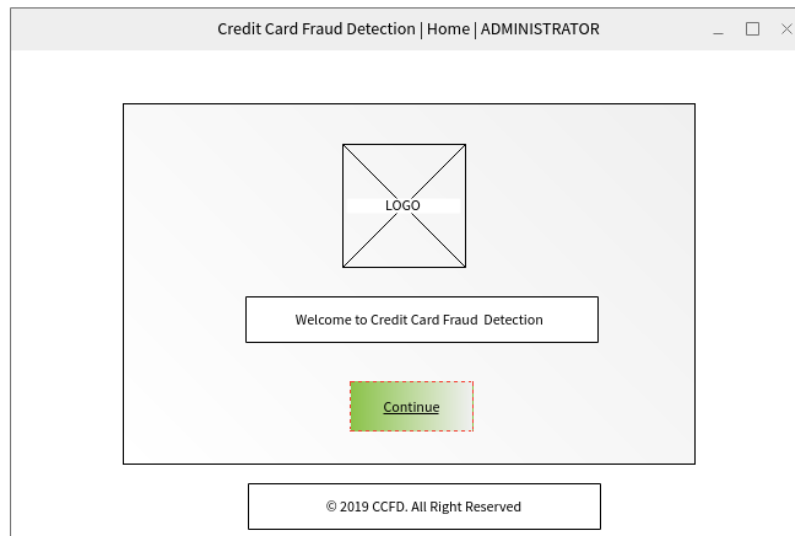 Credit Card Fraud Detection | Home | ADMINISTRATOR
LOGO
Welcome to Credit Card Fraud Detection
Continue
© 2019 CCFD. All Right Reserved